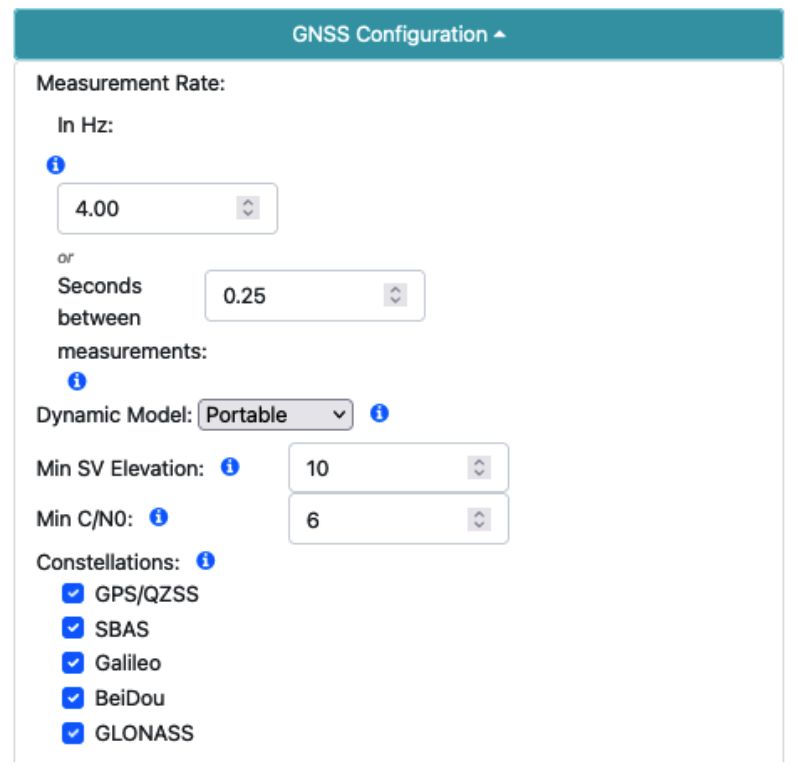 GNSS Configuration
Measurement Rate:
In Hz:
4.00
or
Seconds
between
measurements:
0.25
Dynamic Model: Portable
Min SV Elevation: 10
Min C/N0: 6
Constellations:
GPS/QZSS
SBAS
Galileo
BeiDou
GLONASS